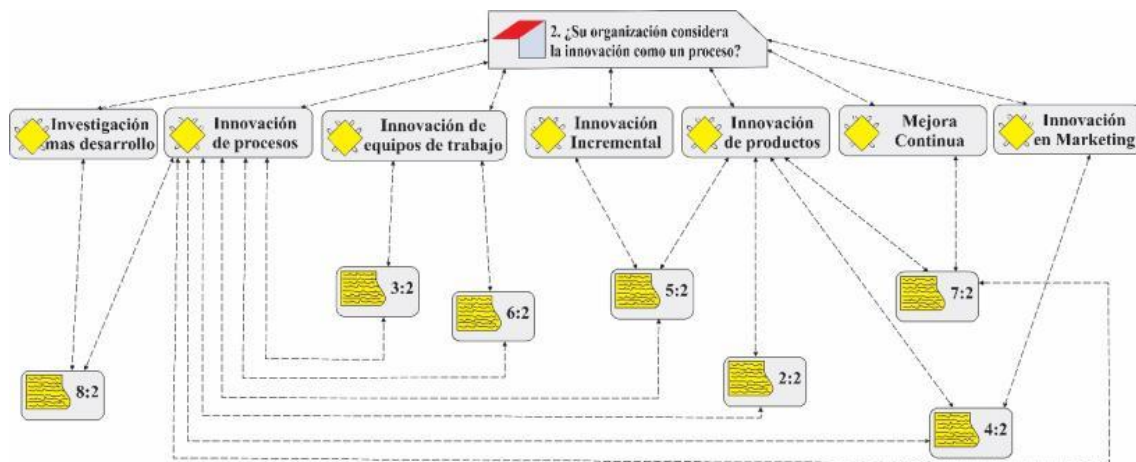 2. ¿Su organización considera
la innovación como un proceso?
Investigación
mas desarrollo
Innovación
de procesos
Innovación de
equipos de trabajo
Innovación
Incremental
Innovación
de productos
Mejora
Continua
Innovación
en Marketing
3:2
6:2
5:2
7:2
8:2
2:2
4:2